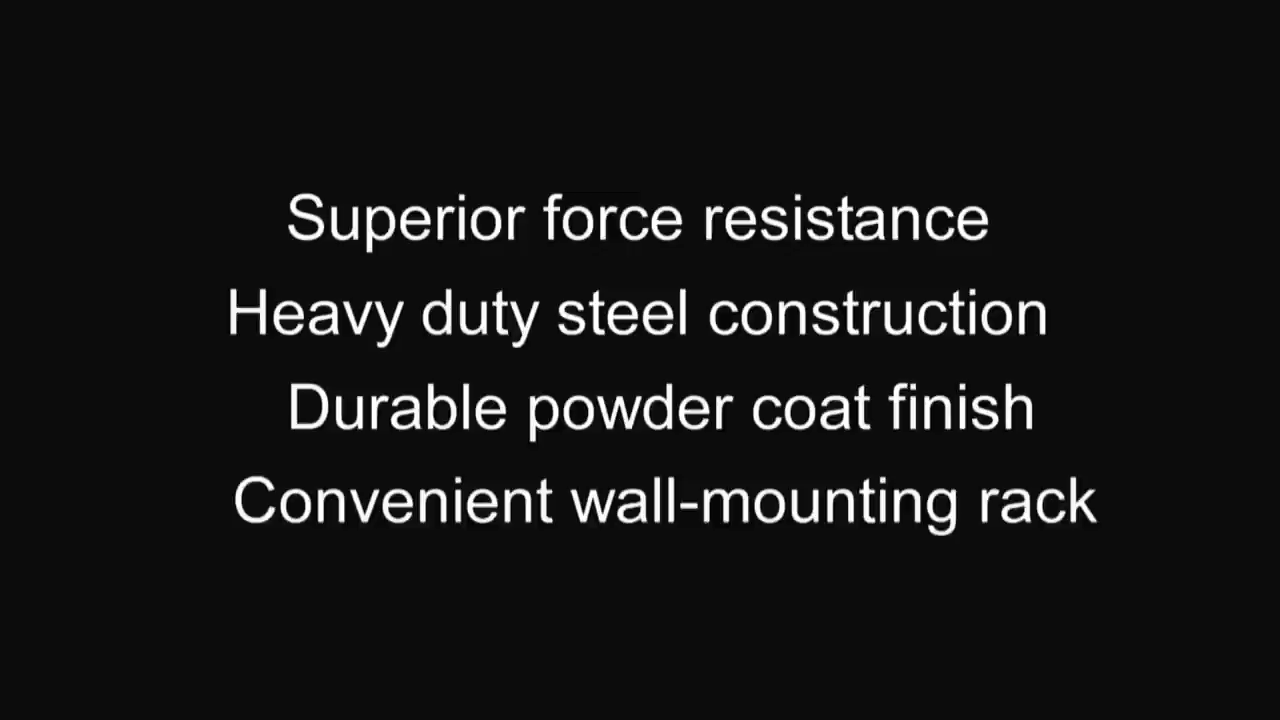 Superior force resistance
Heavy duty steel construction
Durable powder coat finish
Convenient wall-mounting rack